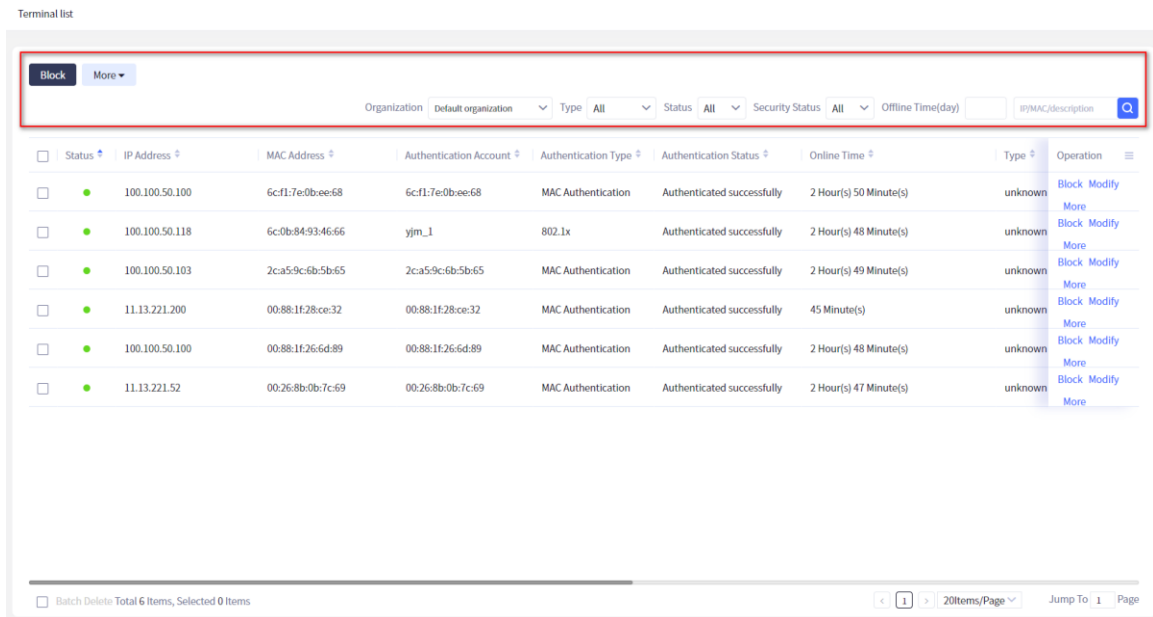 Terminal list
Block More
Organization Default organization Type All Status All Security Status All Offline Time(day) IP/MAC/description
Status IP Address MAC Address Authentication Account Authentication Type Authentication Status Online Time Type Operation
100.100.50.100 6c:f1:7e:0b:ee:68 6c:f1:7e:0b:ee:68 MAC Authentication Authenticated successfully 2 Hour(s) 50 Minute(s) unknown Block Modify
More
100.100.50.118 6c:0b:84:93:46:66 yjm_1 802.1x Authenticated successfully 2 Hour(s) 48 Minute(s) unknown Block Modify
More
100.100.50.103 2c:a5:9c:6b:5b:65 2c:a5:9c:6b:5b:65 MAC Authentication Authenticated successfully 2 Hour(s) 49 Minute(s) unknown Block Modify
More
11.13.221.200 00:88:1f:28:ce:32 00:88:1f:28:ce:32 MAC Authentication Authenticated successfully 45 Minute(s) unknown Block Modify
More
100.100.50.100 00:88:1f:26:6d:89 00:88:1f:26:6d:89 MAC Authentication Authenticated successfully 2 Hour(s) 48 Minute(s) unknown Block Modify
More
11.13.221.52 00:26:8b:0b:7c:69 00:26:8b:0b:7c:69 MAC Authentication Authenticated successfully 2 Hour(s) 47 Minute(s) unknown Block Modify
More
Batch Delete Total 6 Items, Selected 0 Items 1 20Items/Page Jump To 1 Page